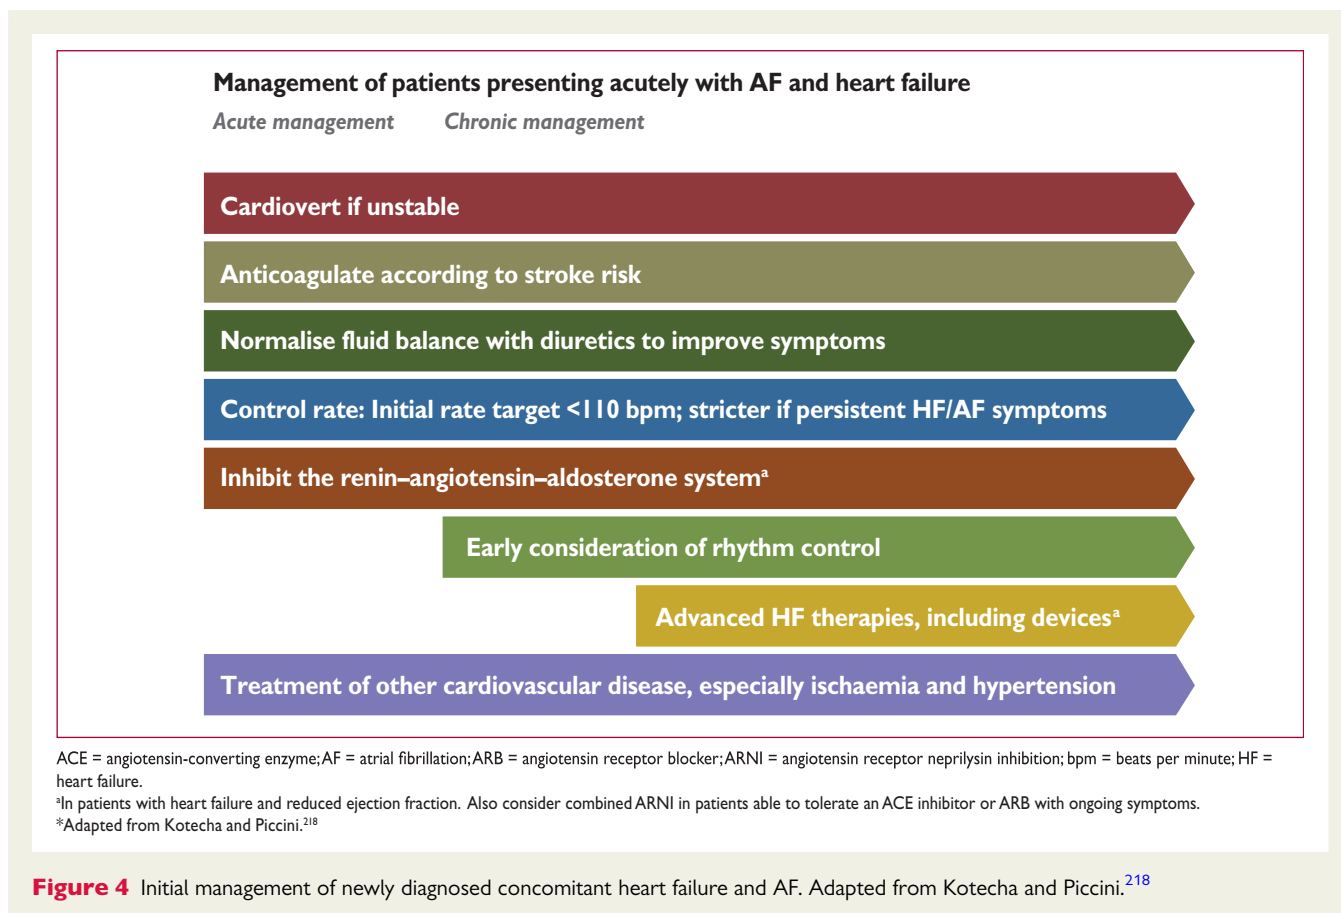 Management of patients presenting acutely with AF and heart failure
Acute management Chronic management
Cardiovert if unstable
Anticoagulate according to stroke risk
Normalise fluid balance with diuretics to improve symptoms
Control rate: Initial rate target <110 bpm; stricter if persistent HF/AF symptoms
Inhibit the renin–angiotensin–aldosterone systemᵃ
Early consideration of rhythm control
Advanced HF therapies, including devicesᵃ
Treatment of other cardiovascular disease, especially ischaemia and hypertension
ACE = angiotensin-converting enzyme; AF = atrial fibrillation; ARB = angiotensin receptor blocker; ARNI = angiotensin receptor neprilysin inhibition; bpm = beats per minute; HF =
heart failure.
ᵃIn patients with heart failure and reduced ejection fraction. Also consider combined ARNI in patients able to tolerate an ACE inhibitor or ARB with ongoing symptoms.
*Adapted from Kotecha and Piccini.²¹⁸
Figure 4 Initial management of newly diagnosed concomitant heart failure and AF. Adapted from Kotecha and Piccini.²¹⁸